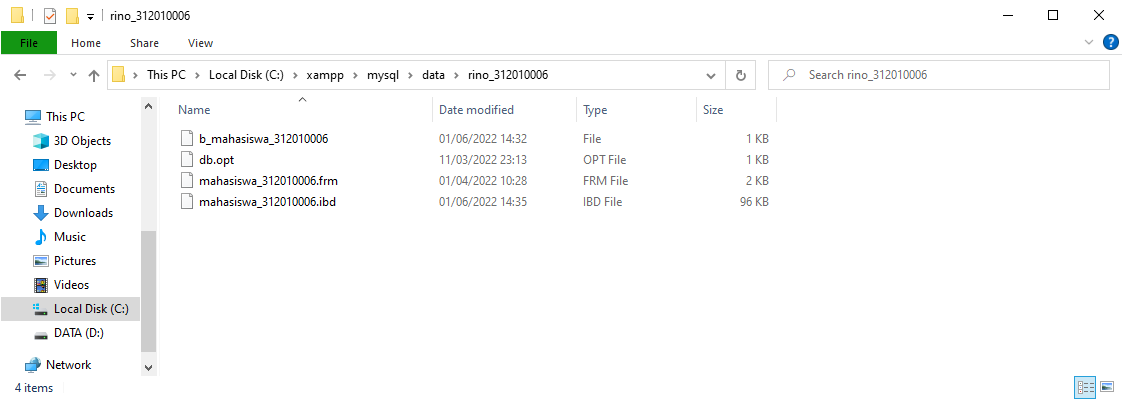 rino_312010006
File Home Share View
This PC Local Disk (C:) xampp mysql data rino_312010006 Search rino_312010006
This PC
3D Objects
Desktop
Documents
Downloads
Music
Pictures
Videos
Local Disk (C:)
DATA (D:)
Network
Name Date modified Type Size
b_mahasiswa_312010006 01/06/2022 14:32 File 1 KB
db.opt 11/03/2022 23:13 OPT File 1 KB
mahasiswa_312010006.frm 01/04/2022 10:28 FRM File 2 KB
mahasiswa_312010006.ibd 01/06/2022 14:35 IBD File 96 KB
4 items